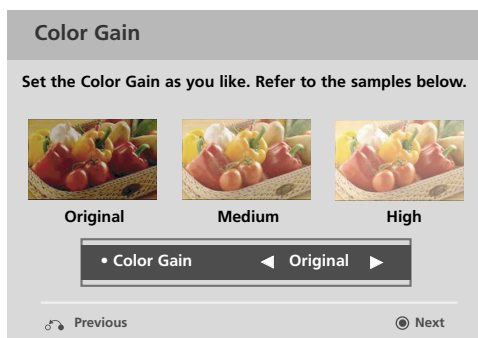 Color Gain
Set the Color Gain as you like. Refer to the samples below.
Original Medium High
• Color Gain ◀ Original ▶
Previous Next